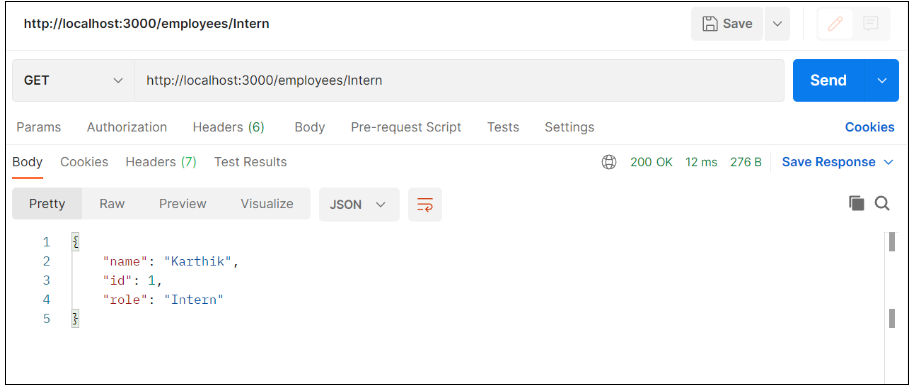 http://localhost:3000/employees/Intern Save
GET http://localhost:3000/employees/Intern Send
Params Authorization Headers (6) Body Pre-request Script Tests Settings Cookies
Body Cookies Headers (7) Test Results 200 OK 12 ms 276 B Save Response
Pretty Raw Preview Visualize JSON
1 {
2 "name": "Karthik",
3 "id": 1,
4 "role": "Intern"
5 }